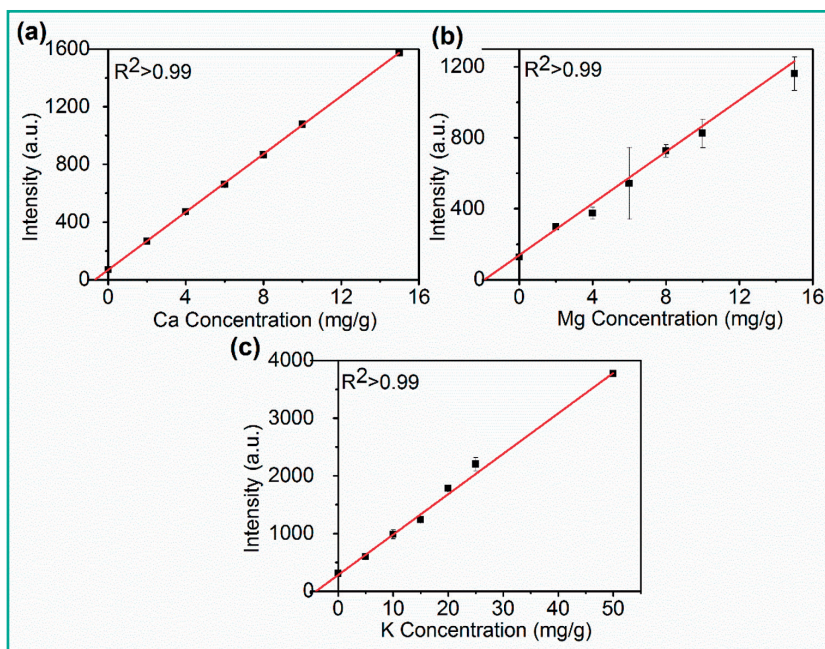 (a)
R2>0.99
1600
1200
800
400
0
Intensity (a.u.)
0 4 8 12 16
Ca Concentration (mg/g)
(b)
R2>0.99
1200
800
400
0
Intensity (a.u.)
0 4 8 12 16
Mg Concentration (mg/g)
(c)
R2>0.99
4000
3000
2000
1000
0
Intensity (a.u.)
0 10 20 30 40 50
K Concentration (mg/g)